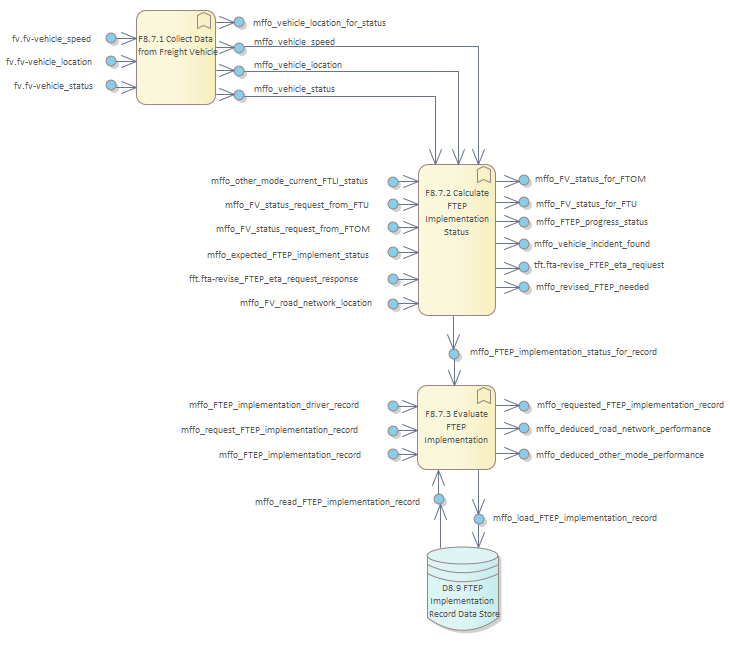 mffo_vehicle_location_for_status
fv.fv-vehicle_speed
F8.7.1 Collect Data
from Freight Vehicle
mffo_vehicle_speed
fv.fv-vehicle_location
mffo_vehicle_location
fv.fv-vehicle_status
mffo_vehicle_status
mffo_other_mode_current_FTLI_status
mffo_FV_status_request_from_FTU
mffo_FV_status_request_from_FTOM
mffo_expected_FTEP_implement_status
fft.fta-revise_FTEP_eta_request_response
mffo_FV_road_network_location
F8.7.2 Calculate
FTEP
Implementation
Status
mffo_FV_status_for_FTOM
mffo_FV_status_for_FTU
mffo_FTEP_progress_status
mffo_vehicle_incident_found
tft.fta-revise_FTEP_eta_reqiuest
mffo_revised_FTEP_needed
mffo_FTEP_implementation_status_for_record
mffo_FTEP_implementation_driver_record
mffo_request_FTEP_implementation_record
mffo_FTEP_implementation_record
F8.7.3 Evaluate
FTEP
Implementation
mffo_requested_FTEP_implementation_record
mffo_deduced_road_network_performance
mffo_deduced_other_mode_performance
mffo_read_FTEP_implementation_record
mffo_load_FTEP_implementation_record
D8.9 FTEP
Implementation
Record Data Store